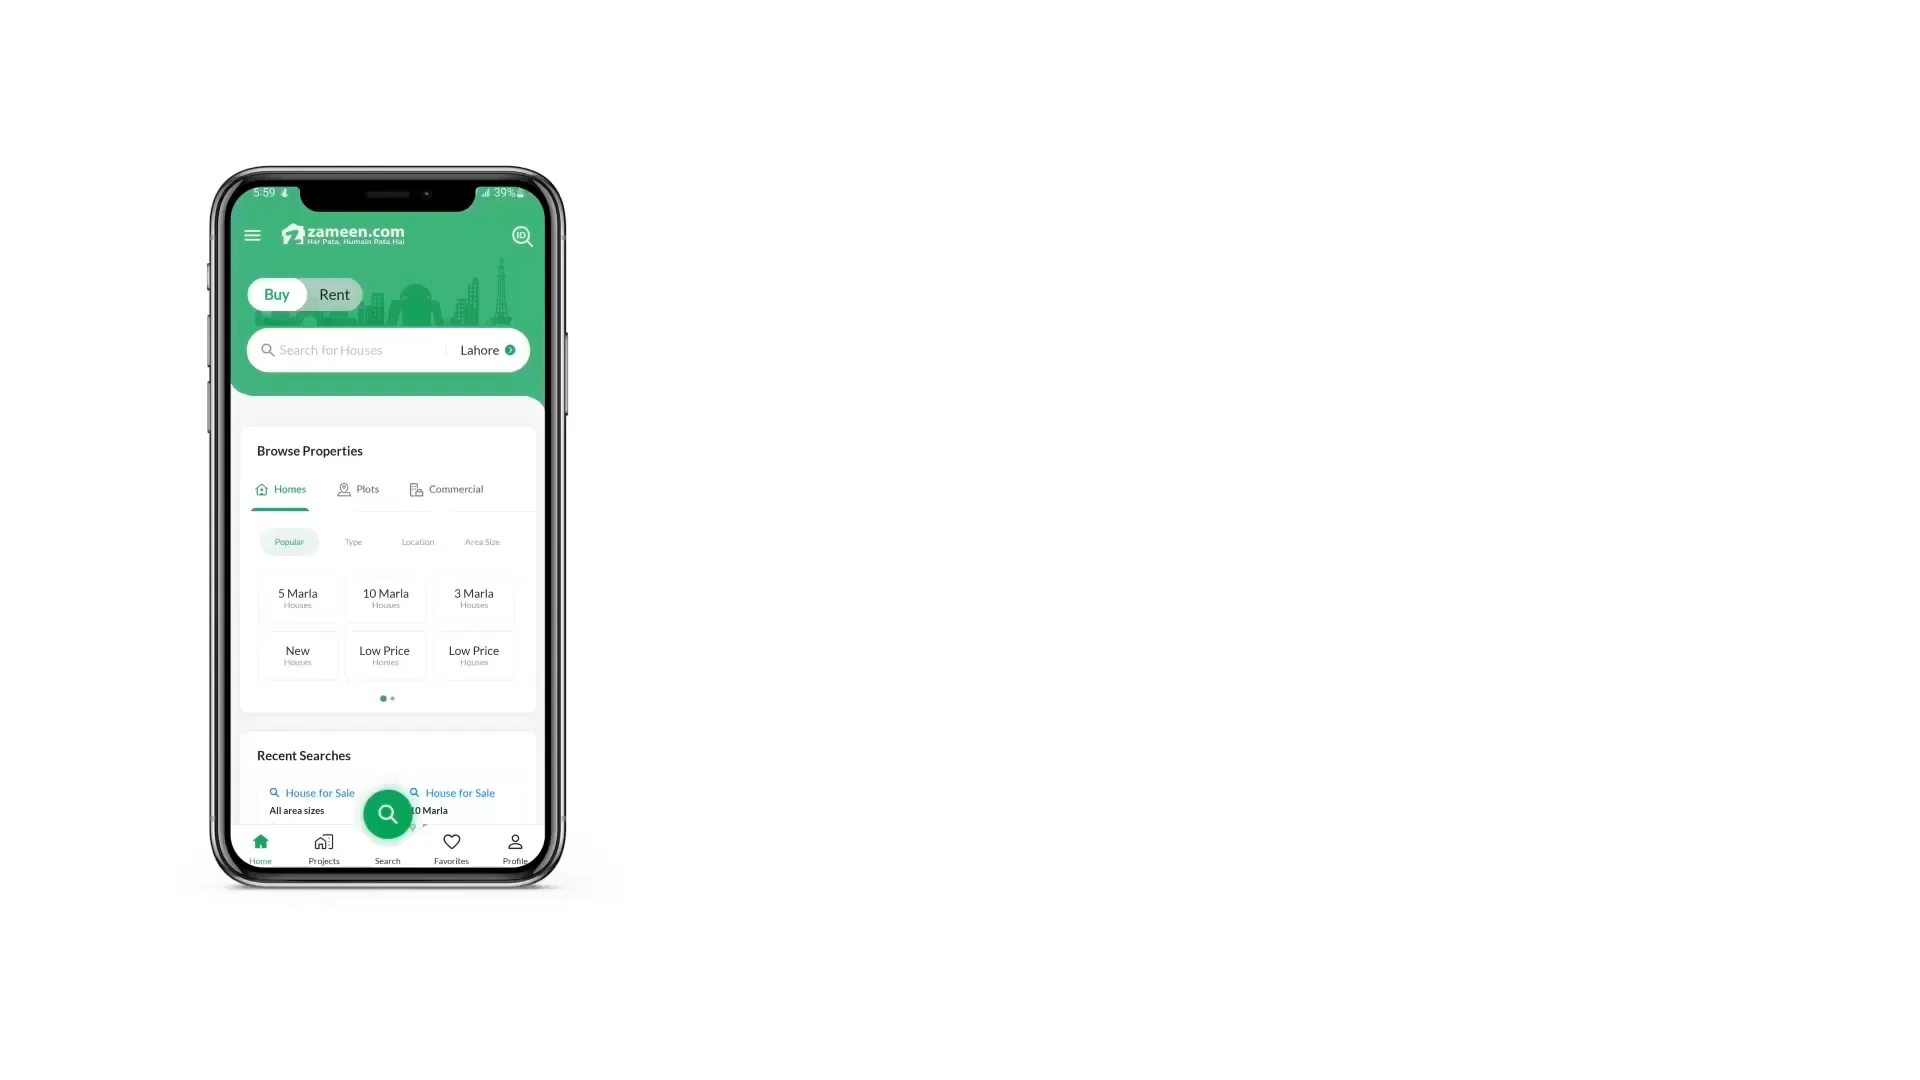 5:59
39%
zameen.com
Har Pata, Humain Pata Hai
ID
Buy
Rent
Search for Houses
Lahore
Browse Properties
Homes
Plots
Commercial
Popular
Type
Location
Area Size
5 Marla
Houses
10 Marla
Houses
3 Marla
Houses
New
Houses
Low Price
Homes
Low Price
Houses
Recent Searches
House for Sale
All area sizes
House for Sale
10 Marla
Home
Projects
Search
Favorites
Profile